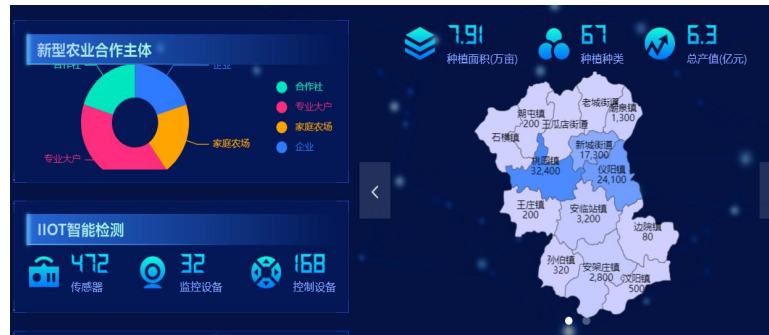 新型农业合作主体
合作社
企业
家庭农场
专业大户
合作社
专业大户
家庭农场
企业
IIOT智能检测
472
传感器
32
监控设备
168
控制设备
7.91
种植面积(万亩)
67
种植种类
6.3
总产值(亿元)
老城街道
潮泉镇
1,300
湖屯镇
200
王瓜店街道
石横镇
新城街道
17,300
桃园镇
32,400
仪阳镇
24,100
王庄镇
200
安临站镇
3,200
边院镇
80
孙伯镇
320
安架庄镇
2,800
汶阳镇
500